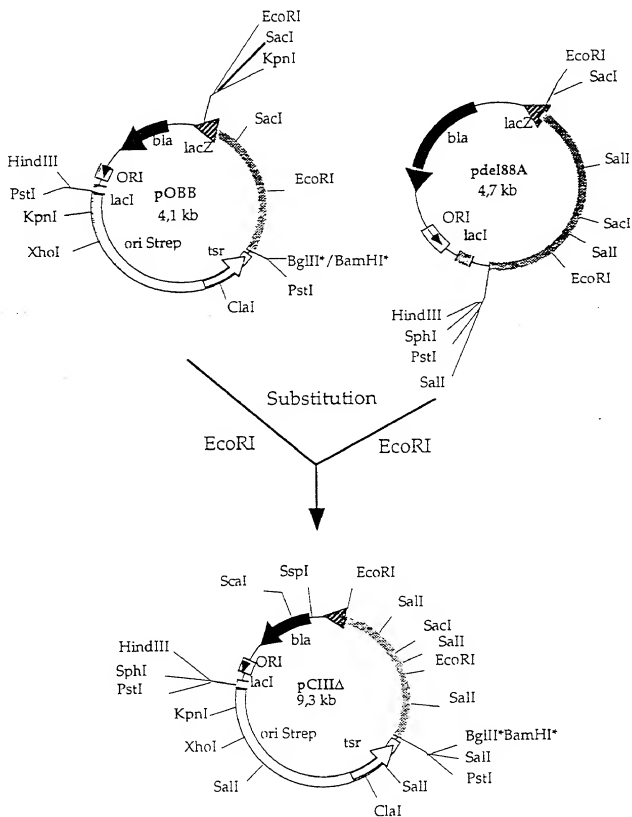 EcoRI
SacI
KpnI
SacI
EcoRI
BglII*/BamHI*
PstI
ClaI
XhoI
KpnI
PstI
HindIII
bla
lacZ
ORI
lacI
pOBB
4,1 kb
ori Strep
tsr
EcoRI
SacI
SalI
SacI
SalI
EcoRI
HindIII
SphI
PstI
SalI
bla
lacZ
pdeI88A
4,7 kb
ORI
lacI
Substitution
EcoRI
EcoRI
ScaI
SspI
EcoRI
SalI
SacI
SalI
EcoRI
SalI
BglII*BamHI*
SalI
PstI
SalI
ClaI
SalI
XhoI
KpnI
PstI
SphI
HindIII
bla
ORI
lacI
pCIIIΔ
9,3 kb
ori Strep
tsr